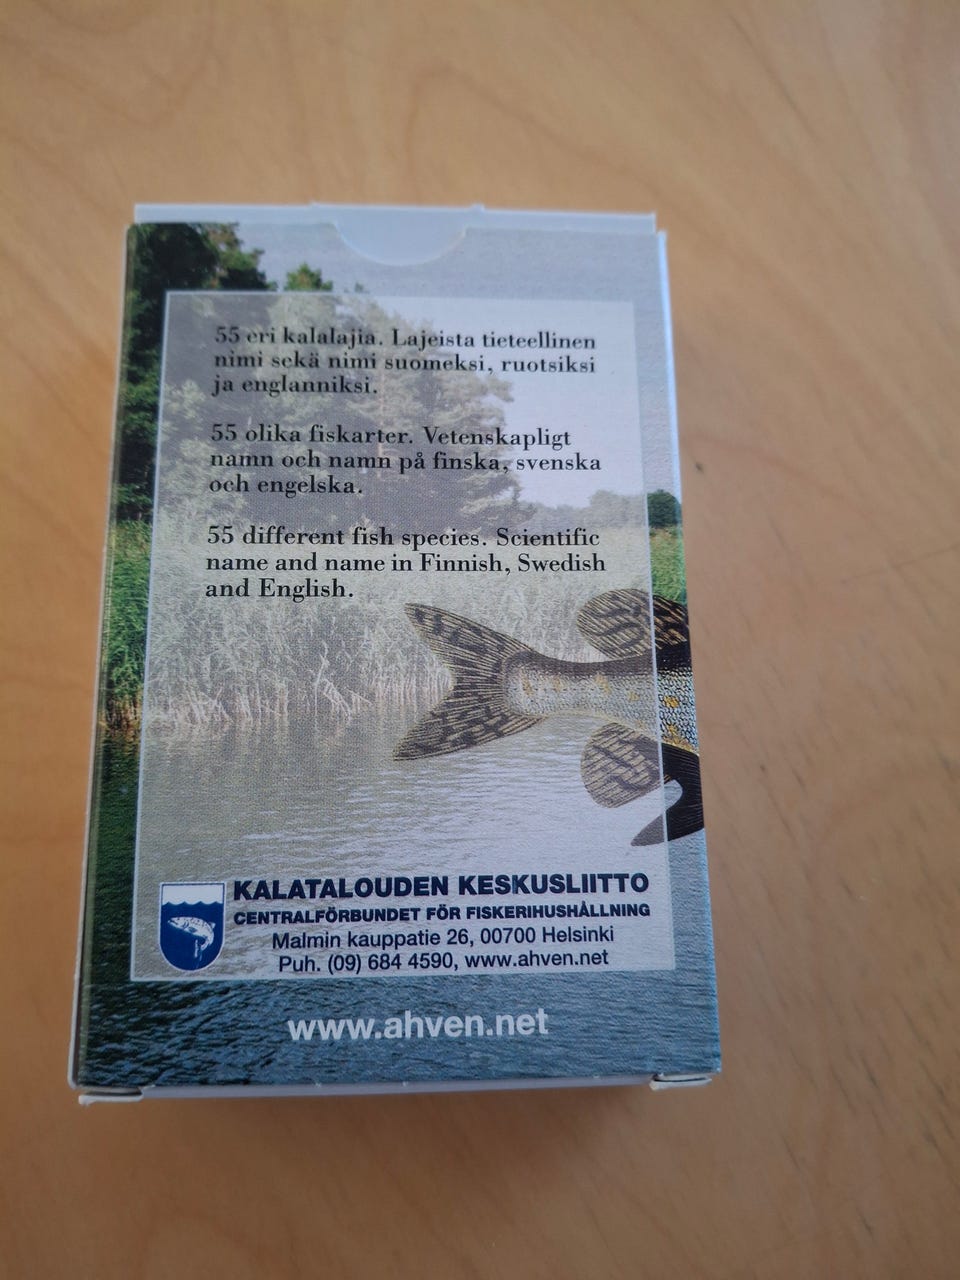 55 eri kalalajia. Lajeista tieteellinen
nimi sekä nimi suomeksi, ruotsiksi
ja englanniksi.
55 olika fiskarter. Vetenskapligt
namn och namn på finska, svenska
och engelska.
55 different fish species. Scientific
name and name in Finnish, Swedish
and English.
KALATALOUDEN KESKUSLIITTO
CENTRALFÖRBUNDET FÖR FISKERIHUSHÅLLNING
Malmin kauppatie 26, 00700 Helsinki
Puh. (09) 684 4590, www.ahven.net
www.ahven.net